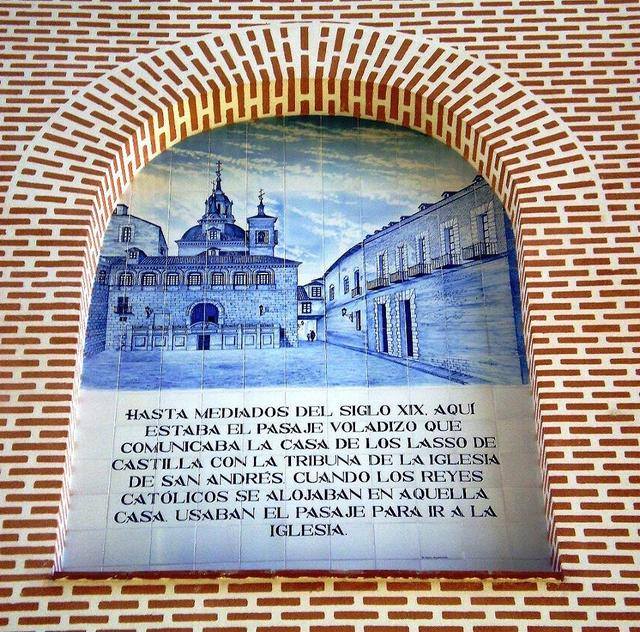 HASTA MEDIADOS DEL SIGLO XIX, AQUI
ESTABA EL PASAJE VOLADIZO QUE
COMUNICABA LA CASA DE LOS LASSO DE
CASTILLA CON LA TRIBUNA DE LA IGLESIA
DE SAN ANDRÉS. CUANDO LOS REYES
CATÓLICOS SE ALOJABAN EN AQUELLA
CASA, USABAN EL PASAJE PARA IR A LA
IGLESIA.